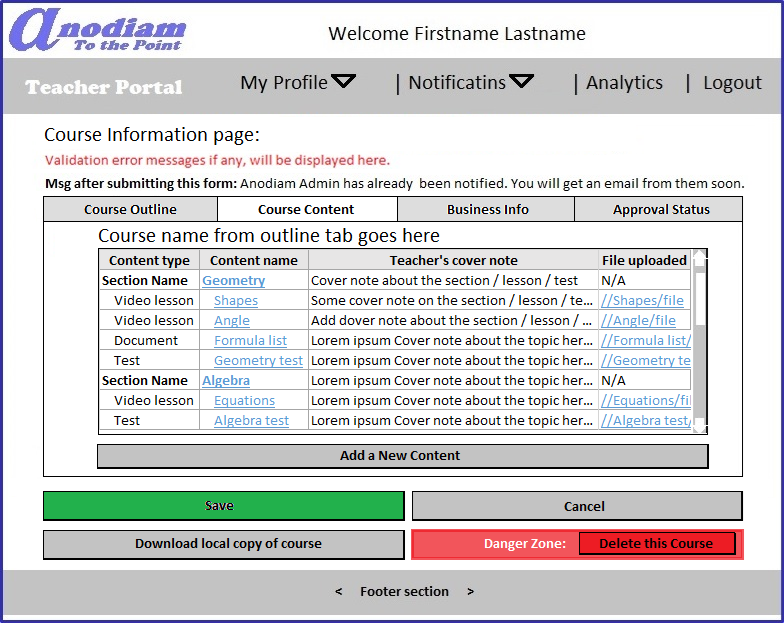 Anodiam
To the Point
Welcome Firstname Lastname
Teacher Portal My Profile | Notificatins | Analytics | Logout
Course Information page:
Validation error messages if any, will be displayed here.
Msg after submitting this form: Anodiam Admin has already been notified. You will get an email from them soon.
Course Outline Course Content Business Info Approval Status
Course name from outline tab goes here
Content type Content name Teacher's cover note File uploaded
Section Name Geometry Cover note about the section / lesson / test N/A
Video lesson Shapes Some cover note on the section / lesson / te... //Shapes/file
Video lesson Angle Add dover note about the section / lesson / ... //Angle/file
Document Formula list Lorem ipsum Cover note about the topic her... //Formula list/
Test Geometry test Lorem ipsum Cover note about the topic her... //Geometry te
Section Name Algebra Lorem ipsum Cover note about the topic her... N/A
Video lesson Equations Lorem ipsum Cover note about the topic her... //Equations/fil
Test Algebra test Lorem ipsum Cover note about the topic her... //Algebra test/
Add a New Content
Save Cancel
Download local copy of course Danger Zone: Delete this Course
< Footer section >